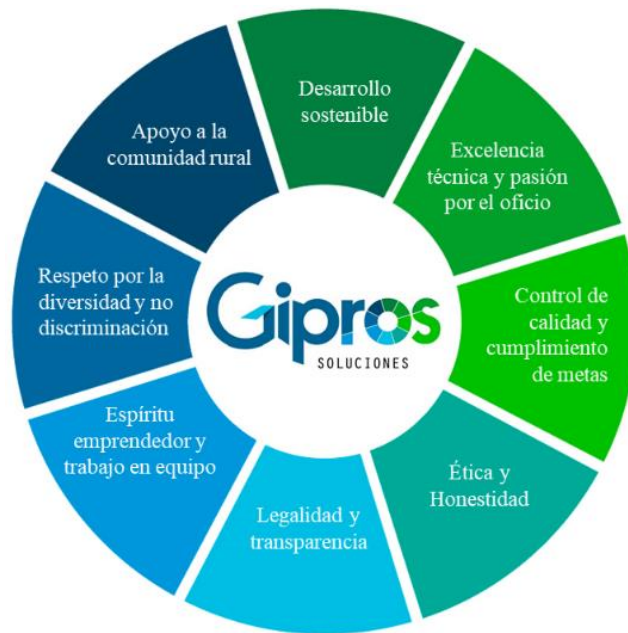 Desarrollo
sostenible
Excelencia
técnica y pasión
por el oficio
Control de
calidad y
cumplimiento
de metas
Ética y
Honestidad
Legalidad y
transparencia
Espíritu
emprendedor y
trabajo en equipo
Respeto por la
diversidad y no
discriminación
Apoyo a la
comunidad rural
Gipros
SOLUCIONES